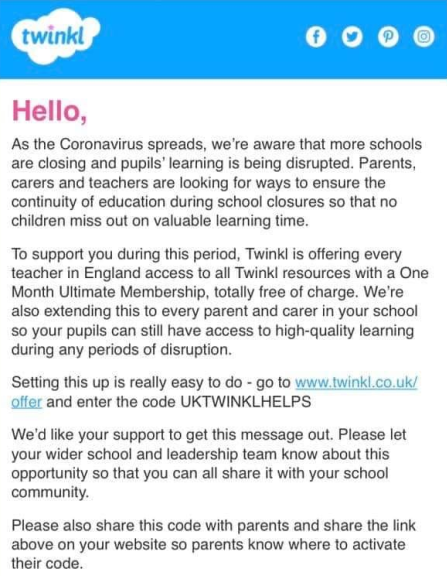 twinkl
Hello,
As the Coronavirus spreads, we're aware that more schools
are closing and pupils' learning is being disrupted. Parents,
carers and teachers are looking for ways to ensure the
continuity of education during school closures so that no
children miss out on valuable learning time.
To support you during this period, Twinkl is offering every
teacher in England access to all Twinkl resources with a One
Month Ultimate Membership, totally free of charge. We're
also extending this to every parent and carer in your school
so your pupils can still have access to high-quality learning
during any periods of disruption.
Setting this up is really easy to do - go to www.twinkl.co.uk/
offer and enter the code UKTWINKLHELPS
We'd like your support to get this message out. Please let
your wider school and leadership team know about this
opportunity so that you can all share it with your school
community.
Please also share this code with parents and share the link
above on your website so parents know where to activate
their code.